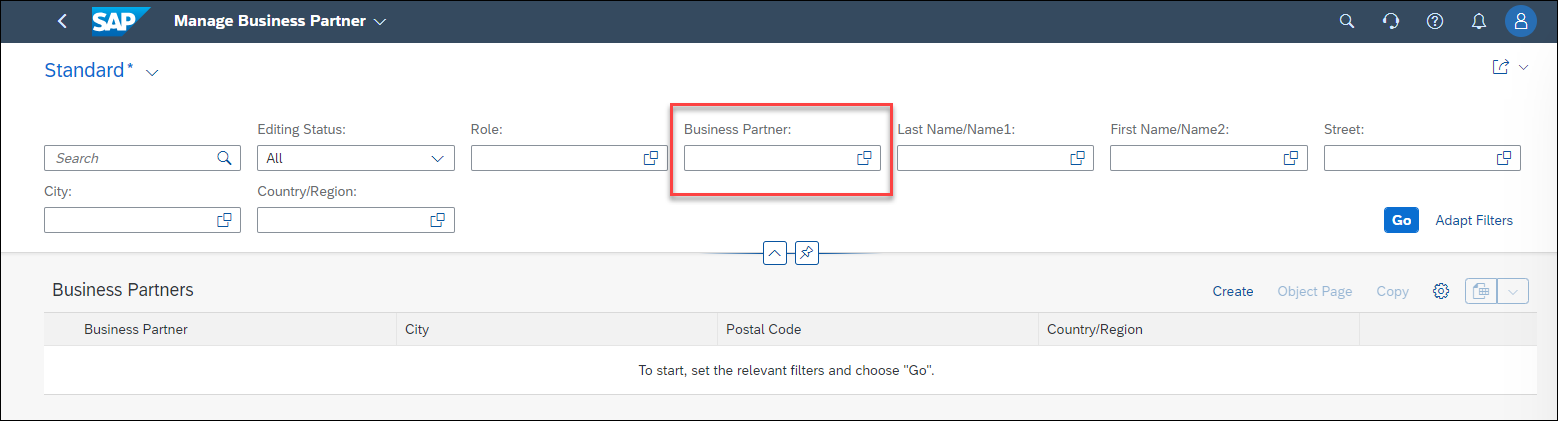 SAP Manage Business Partner
Standard*
Editing Status: Role: Business Partner: Last Name/Name1: First Name/Name2: Street:
Search All
City: Country/Region:
Go Adapt Filters
Business Partners Create Object Page Copy
Business Partner City Postal Code Country/Region
To start, set the relevant filters and choose "Go".